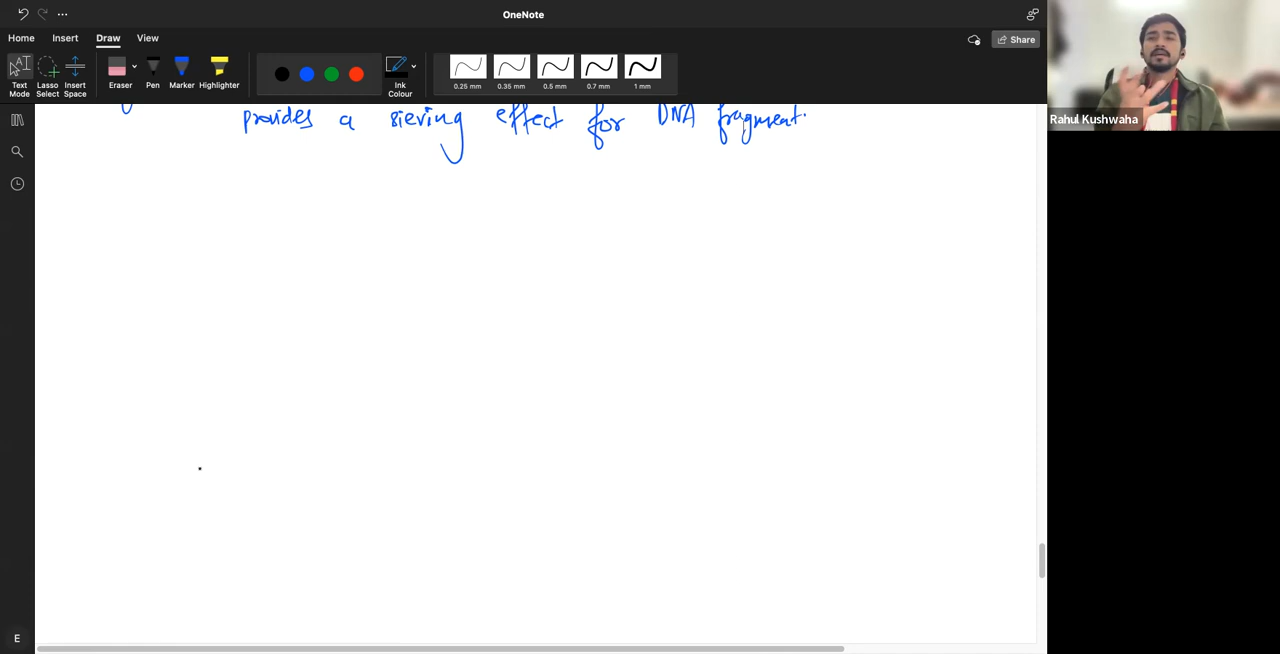 OneNote
Home Insert Draw View
Share
Text Mode
Lasso Select
Insert Space
Eraser
Pen
Marker
Highlighter
Ink Colour
0.25 mm 0.35 mm 0.5 mm 0.7 mm 1 mm
provides a sieving effect for DNA fragment.
Rahul Kushwaha
E